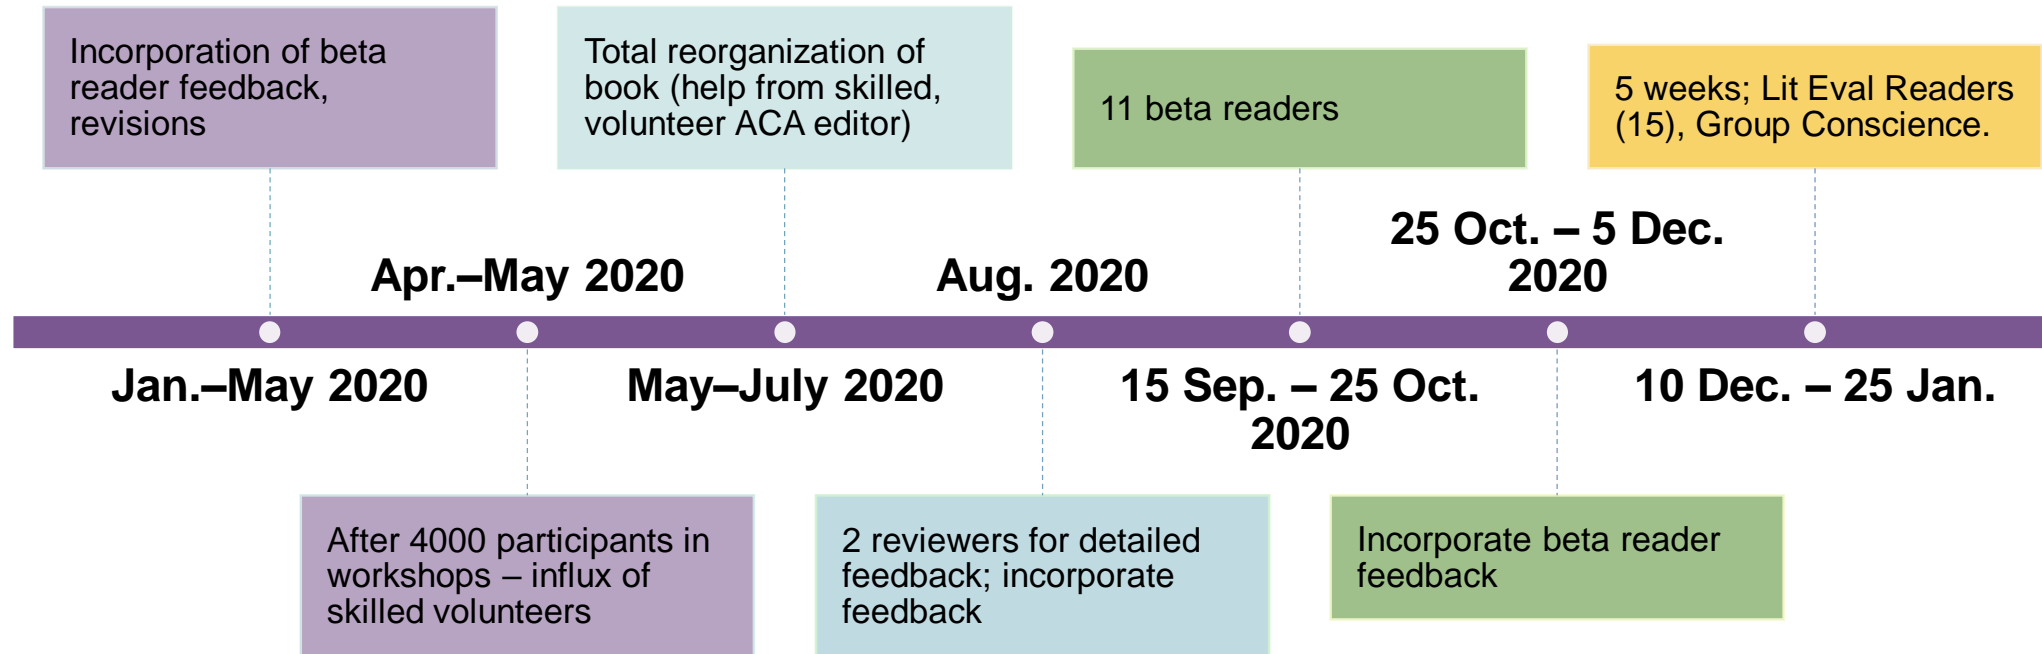 Incorporation of beta
reader feedback,
revisions
Total reorganization of
book (help from skilled,
volunteer ACA editor)
11 beta readers
5 weeks; Lit Eval Readers
(15), Group Conscience.
Apr.–May 2020
Aug. 2020
25 Oct. – 5 Dec.
2020
Jan.–May 2020
May–July 2020
15 Sep. – 25 Oct.
2020
10 Dec. – 25 Jan.
After 4000 participants in
workshops – influx of
skilled volunteers
2 reviewers for detailed
feedback; incorporate
feedback
Incorporate beta reader
feedback